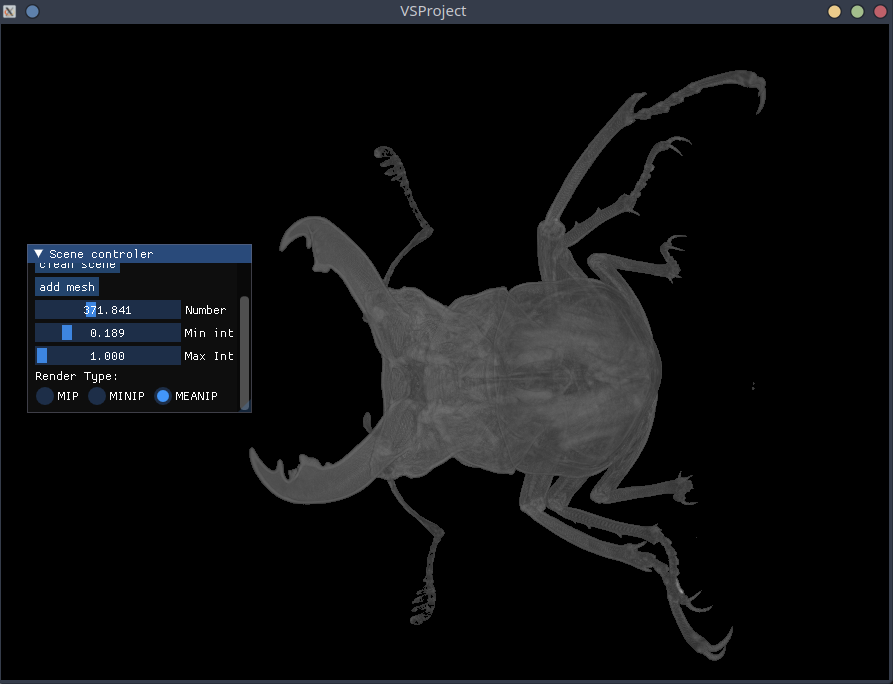 VSProject
Scene controler
clean scene
add mesh
371.841 Number
0.189 Min int
1.000 Max Int
Render Type:
MIP MINIP MEANIP